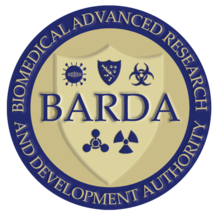 BIOMEDICAL ADVANCED RESEARCH
BARDA
AND DEVELOPMENT AUTHORITY